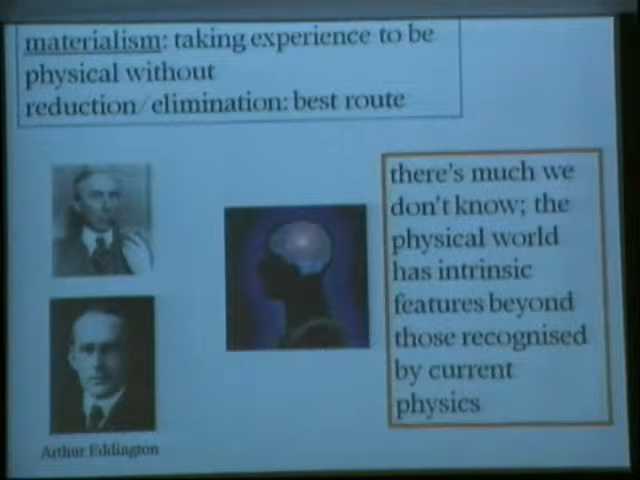 materialism: taking experience to be
physical without
reduction/elimination: best route
there's much we
don't know; the
physical world
has intrinsic
features beyond
those recognised
by current
physics
Arthur Eddington